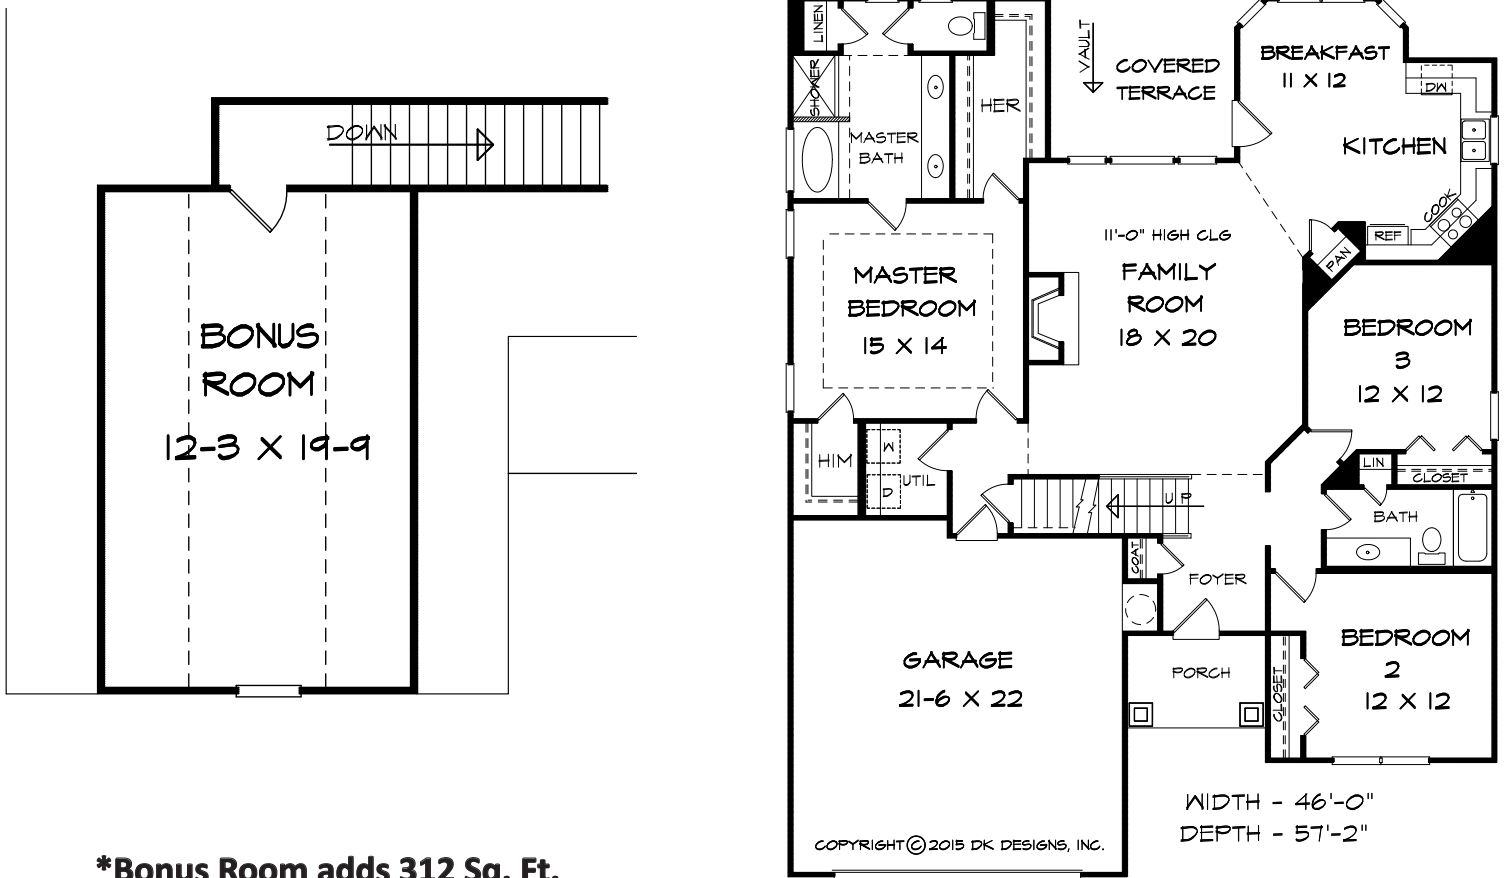 DOWN
BONUS
ROOM
12-3 X 19-9
*Bonus Room adds 312 Sq. Ft.
LINEN
SHOWER
MASTER
BATH
HER
VAULT
COVERED
TERRACE
BREAKFAST
11 X 12
DW
KITCHEN
COOK
REF
PAN
11'-0" HIGH CLG
FAMILY
ROOM
18 X 20
MASTER
BEDROOM
15 X 14
BEDROOM
3
12 X 12
HIM
W
D
UTIL
LIN
CLOSET
UP
BATH
COAT
FOYER
GARAGE
21-6 X 22
PORCH
CLOSET
BEDROOM
2
12 X 12
WIDTH - 46'-0"
DEPTH - 57'-2"
COPYRIGHT © 2015 DK DESIGNS, INC.